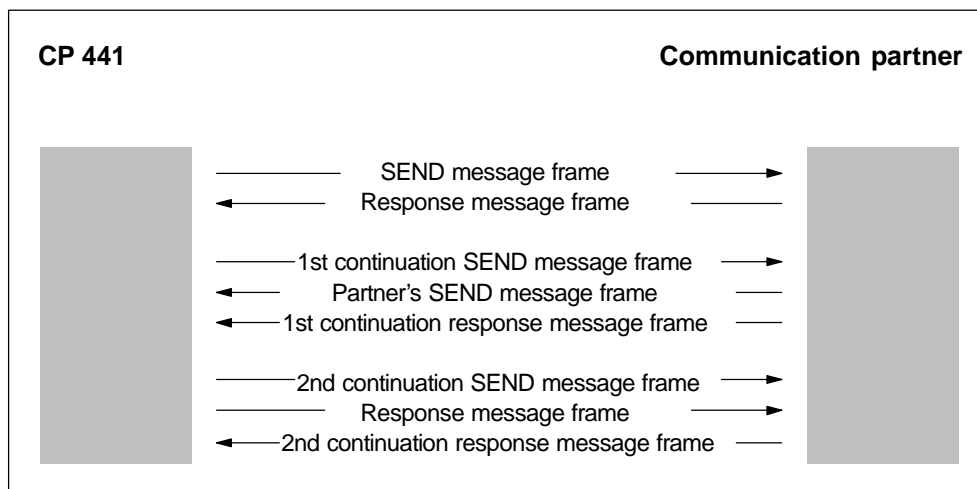 CP 441
Communication partner
SEND message frame
Response message frame
1st continuation SEND message frame
Partner’s SEND message frame
1st continuation response message frame
2nd continuation SEND message frame
Response message frame
2nd continuation response message frame